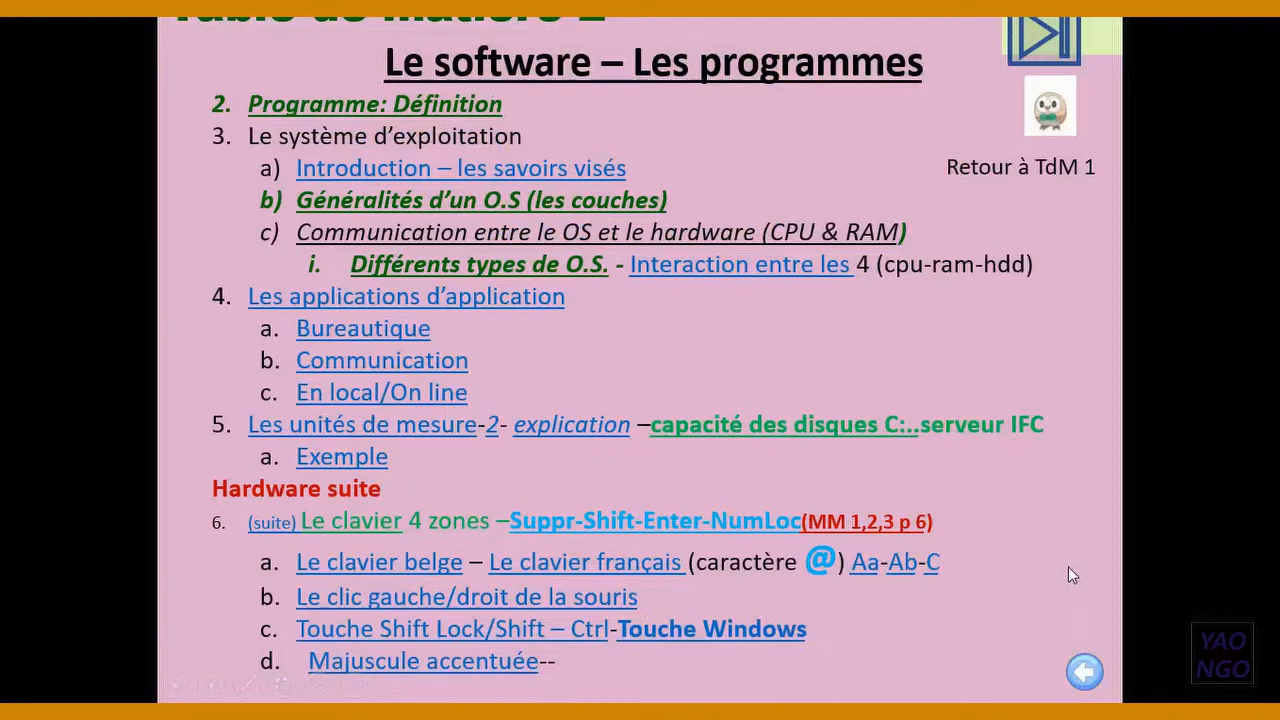 Table de Matière 2
Le software – Les programmes
2. Programme: Définition
3. Le système d’exploitation
a) Introduction – les savoirs visés
Retour à TdM 1
b) Généralités d’un O.S (les couches)
c) Communication entre le OS et le hardware (CPU & RAM)
i. Différents types de O.S. - Interaction entre les 4 (cpu-ram-hdd)
4. Les applications d’application
a. Bureautique
b. Communication
c. En local/On line
5. Les unités de mesure-2- explication –capacité des disques C:..serveur IFC
a. Exemple
Hardware suite
6. (suite) Le clavier 4 zones –Suppr-Shift-Enter-NumLoc(MM 1,2,3 p 6)
a. Le clavier belge – Le clavier français (caractère @) Aa-Ab-C
b. Le clic gauche/droit de la souris
c. Touche Shift Lock/Shift – Ctrl-Touche Windows
d. Majuscule accentuée--
YAO
NGO